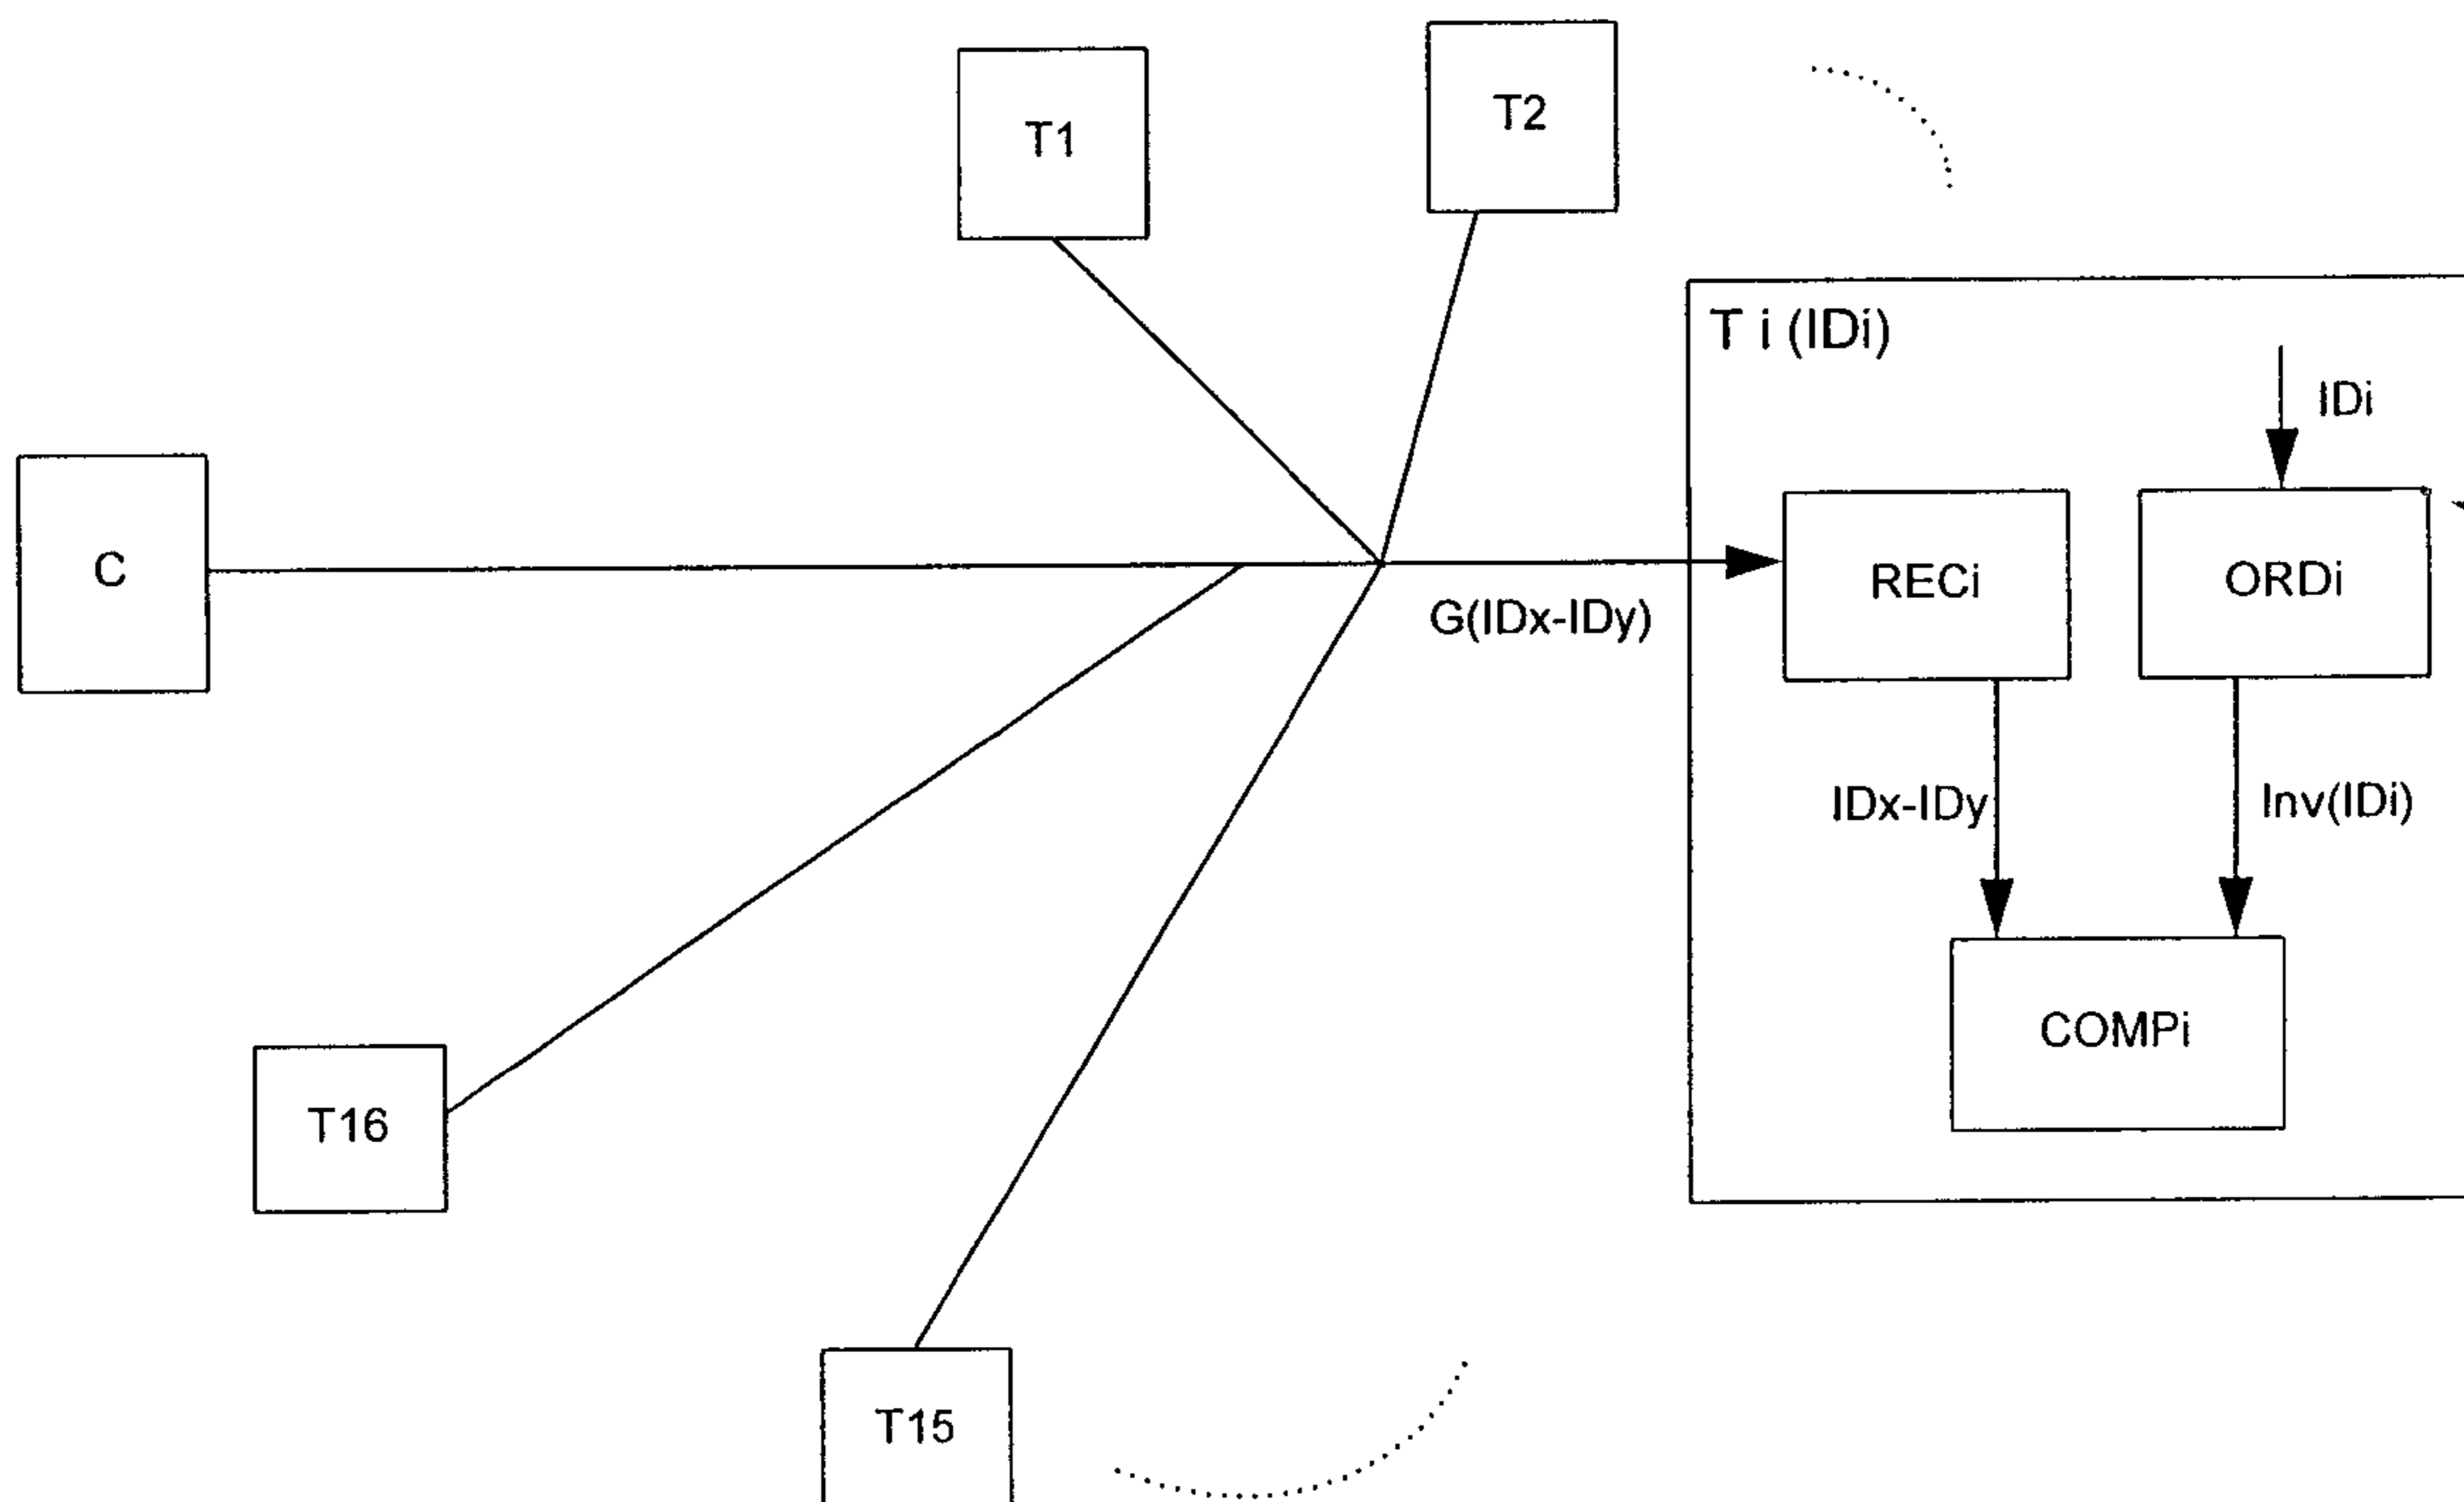 T1
T2
T i (IDi)
IDi
C
RECi
ORDi
G(IDx-IDy)
IDx-IDy
Inv(IDi)
COMPi
T16
T15